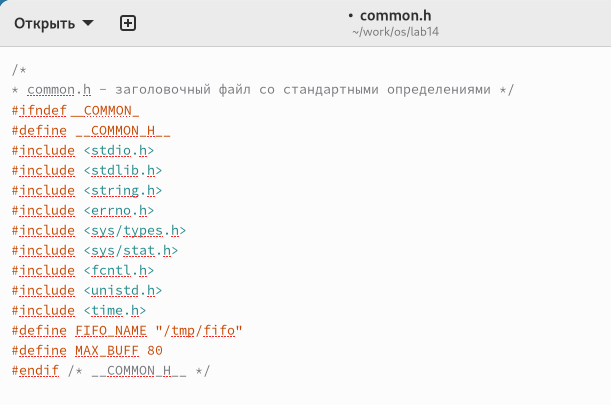 Открыть
• common.h
~/work/os/lab14
/*
* common.h – заголовочный файл со стандартными определениями */
#ifndef __COMMON_
#define __COMMON_H__
#include <stdio.h>
#include <stdlib.h>
#include <string.h>
#include <errno.h>
#include <sys/types.h>
#include <sys/stat.h>
#include <fcntl.h>
#include <unistd.h>
#include <time.h>
#define FIFO_NAME "/tmp/fifo"
#define MAX_BUFF 80
#endif /* __COMMON_H__ */